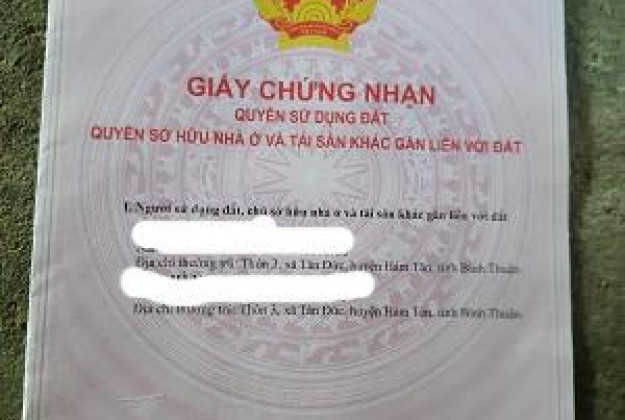 GIẤY CHỨNG NHẬN
QUYỀN SỬ DỤNG ĐẤT
QUYỀN SỞ HỮU NHÀ Ở VÀ TÀI SẢN KHÁC GẮN LIỀN VỚI ĐẤT
I. Người sử dụng đất, chủ sở hữu nhà ở và tài sản khác gắn liền với đất
Địa chỉ thường trú: Thôn 3, xã Tân Đức, huyện Hàm Tân, tỉnh Bình Thuận.
Địa chỉ thường trú: Thôn 3, xã Tân Đức, huyện Hàm Tân, tỉnh Bình Thuận.